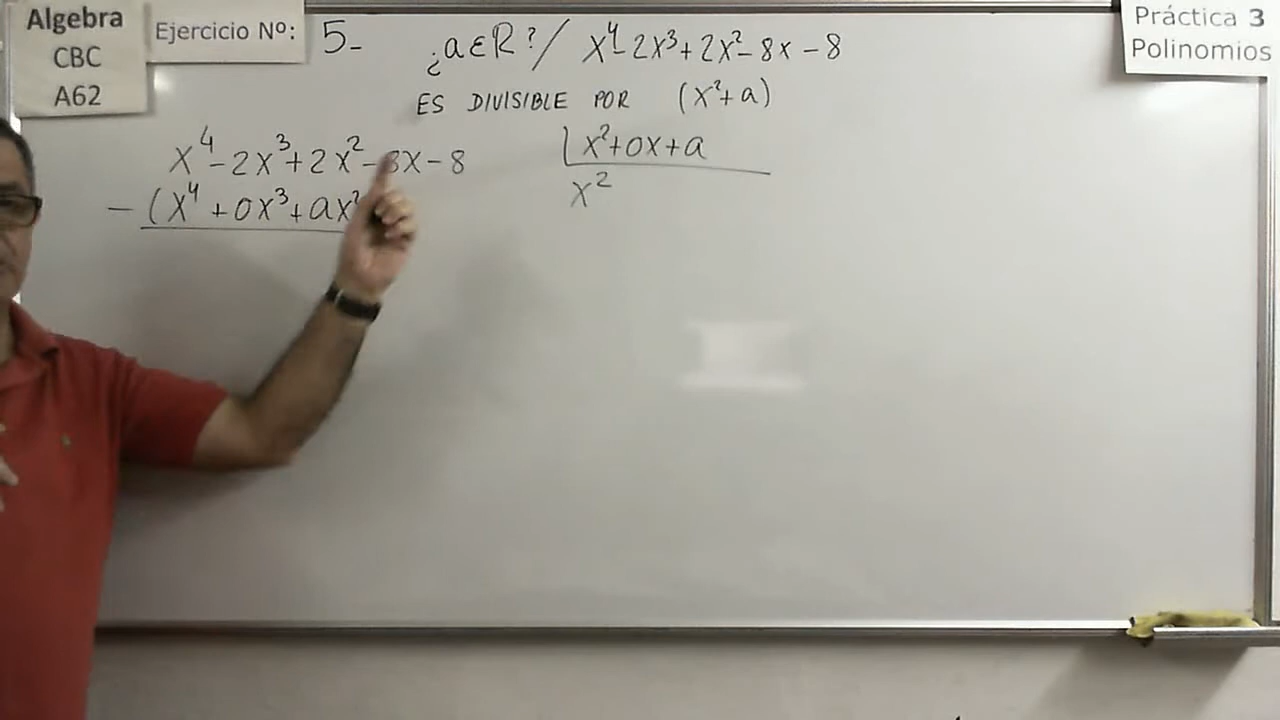 Algebra
CBC
A62
Ejercicio Nº: 5-
¿a∈R?/ x⁴-2x³+2x²-8x-8
ES DIVISIBLE POR (x²+a)
Práctica 3
Polinomios
x⁴-2x³+2x²-8x-8 |x²+0x+a
-(x⁴+0x³+ax² x²